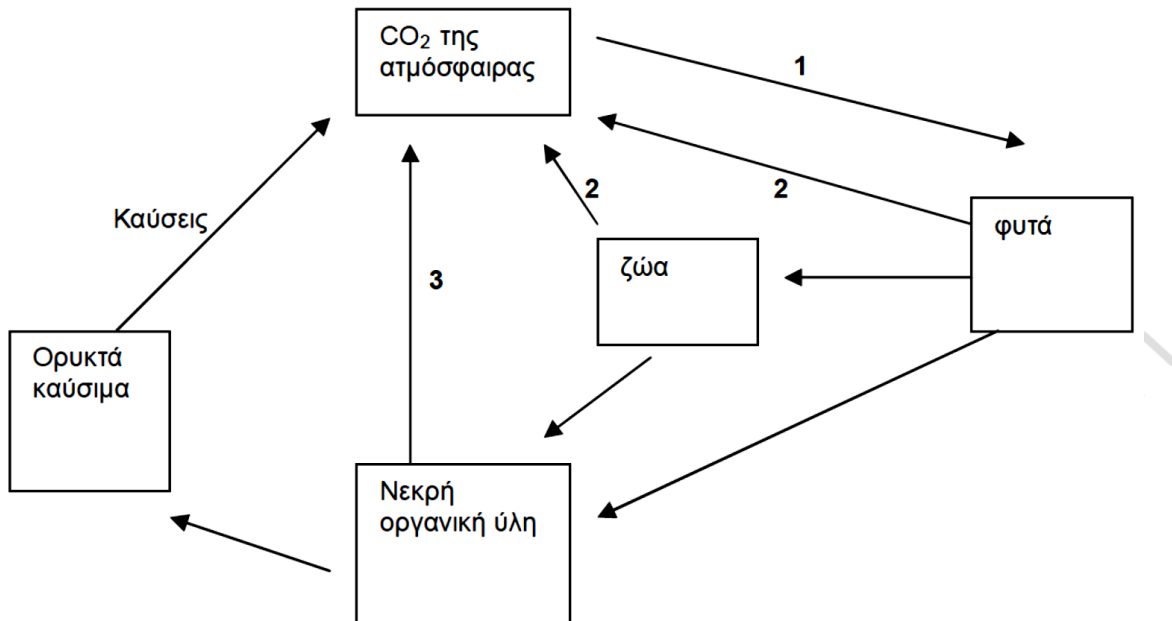 CO₂ της
ατμόσφαιρας
1
2
2
Καύσεις
φυτά
ζώα
3
Ορυκτά
καύσιμα
Νεκρή
οργανική ύλη